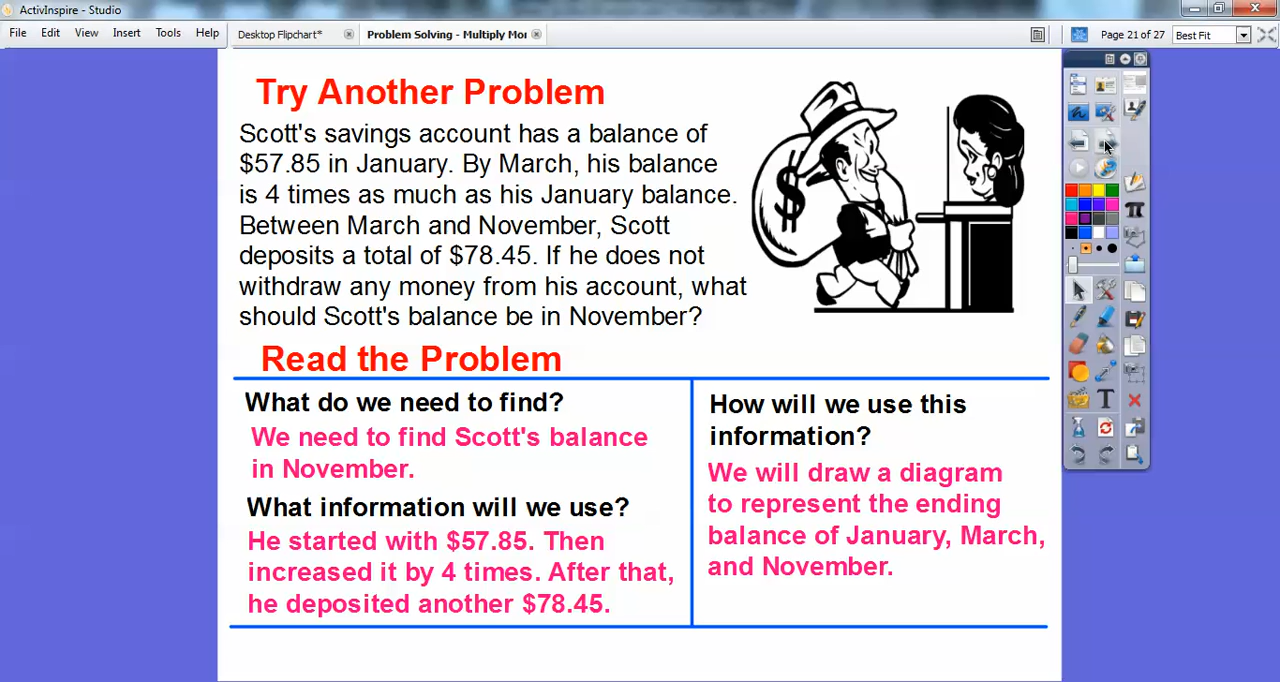 ActivInspire - Studio
File Edit View Insert Tools Help
Desktop Flipchart*
Problem Solving - Multiply Mor
Page 21 of 27
Best Fit
Try Another Problem
Scott's savings account has a balance of
$57.85 in January. By March, his balance
is 4 times as much as his January balance.
Between March and November, Scott
deposits a total of $78.45. If he does not
withdraw any money from his account, what
should Scott's balance be in November?
$
Read the Problem
What do we need to find?
We need to find Scott's balance
in November.
What information will we use?
He started with $57.85. Then
increased it by 4 times. After that,
he deposited another $78.45.
How will we use this
information?
We will draw a diagram
to represent the ending
balance of January, March,
and November.